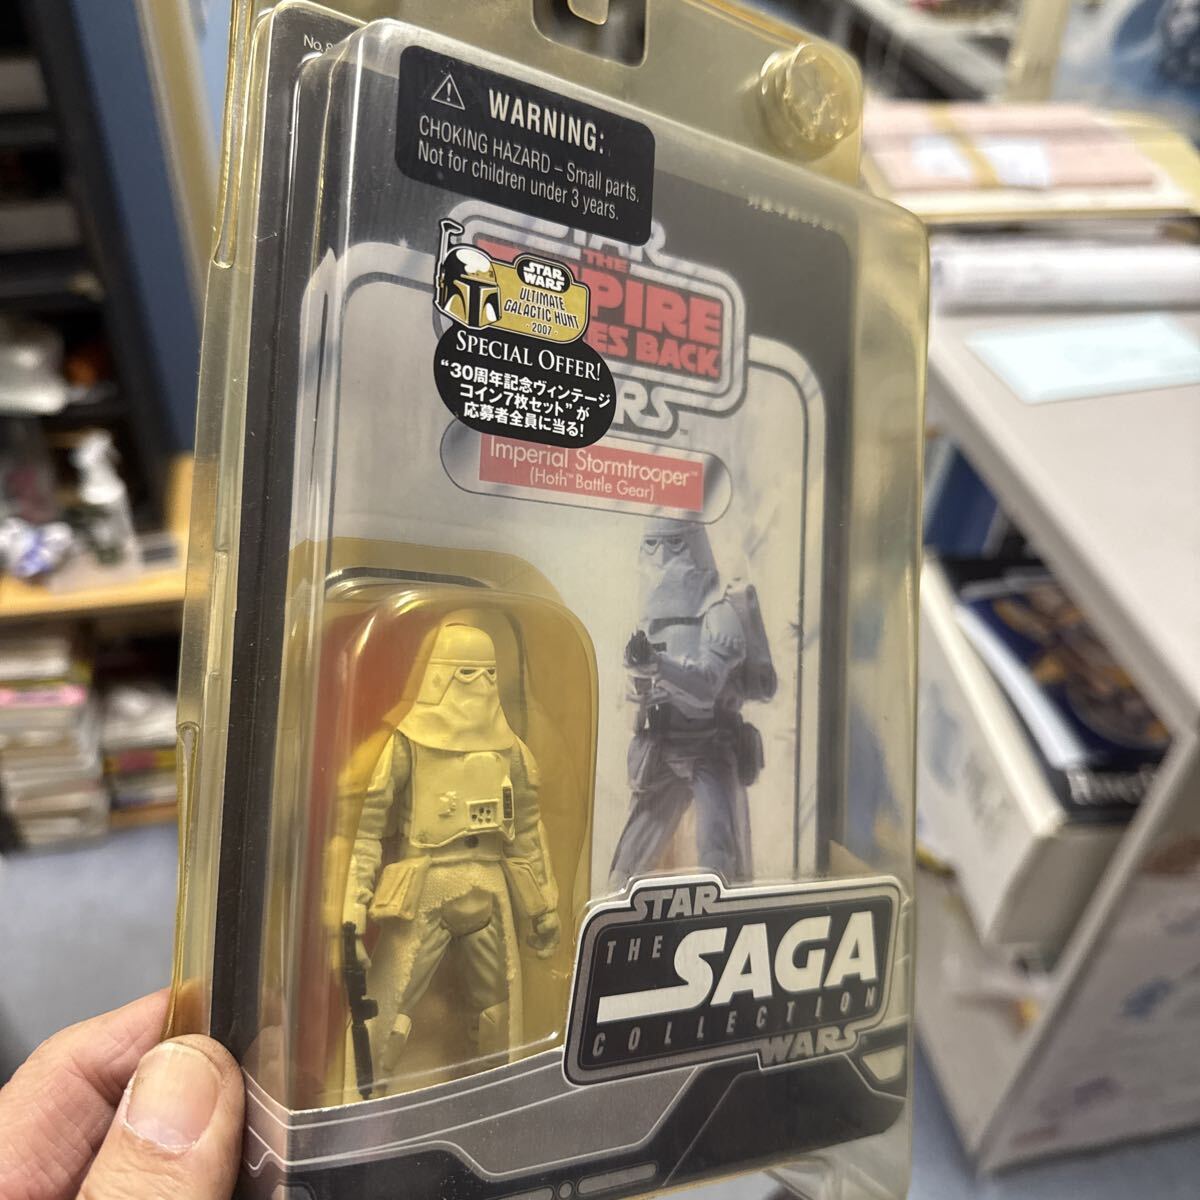 WARNING:
CHOKING HAZARD – Small parts.
Not for children under 3 years.
STAR
WARS
ULTIMATE
GALACTIC HUNT
· 2007 ·
SPECIAL OFFER!
“30周年記念ヴィンテージ
コイン7枚セット”が
応募者全員に当る!
STAR
THE
PIRE
ES BACK
RS
Imperial Stormtrooper™
(Hoth™ Battle Gear)
STAR
THE SAGA
COLLECTION
WARS